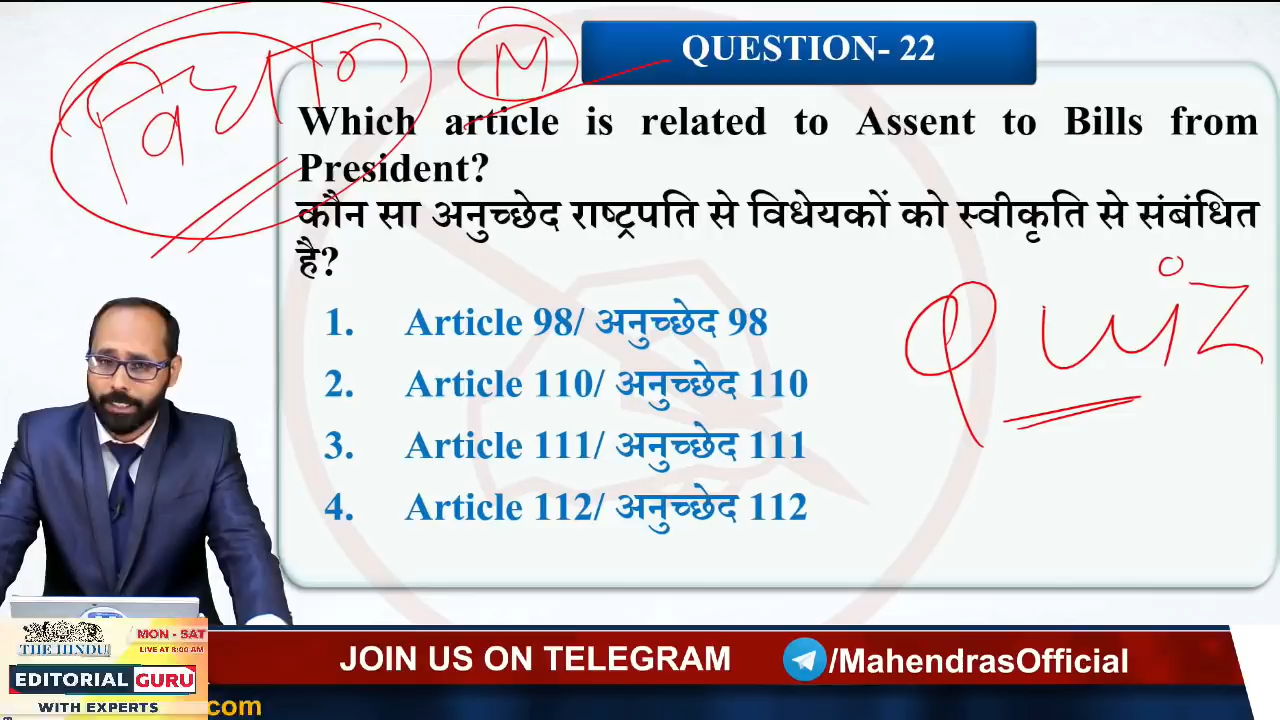 विधान
M
QUESTION- 22
Which article is related to Assent to Bills from
President?
कौन सा अनुच्छेद राष्ट्रपति से विधेयकों को स्वीकृति से संबंधित
है?
1. Article 98/ अनुच्छेद 98
2. Article 110/ अनुच्छेद 110
3. Article 111/ अनुच्छेद 111
4. Article 112/ अनुच्छेद 112
Quiz
MON - SAT
THE HINDU
LIVE AT 8:00 AM
EDITORIAL GURU
WITH EXPERTS
JOIN US ON TELEGRAM /MahendrasOfficial
com